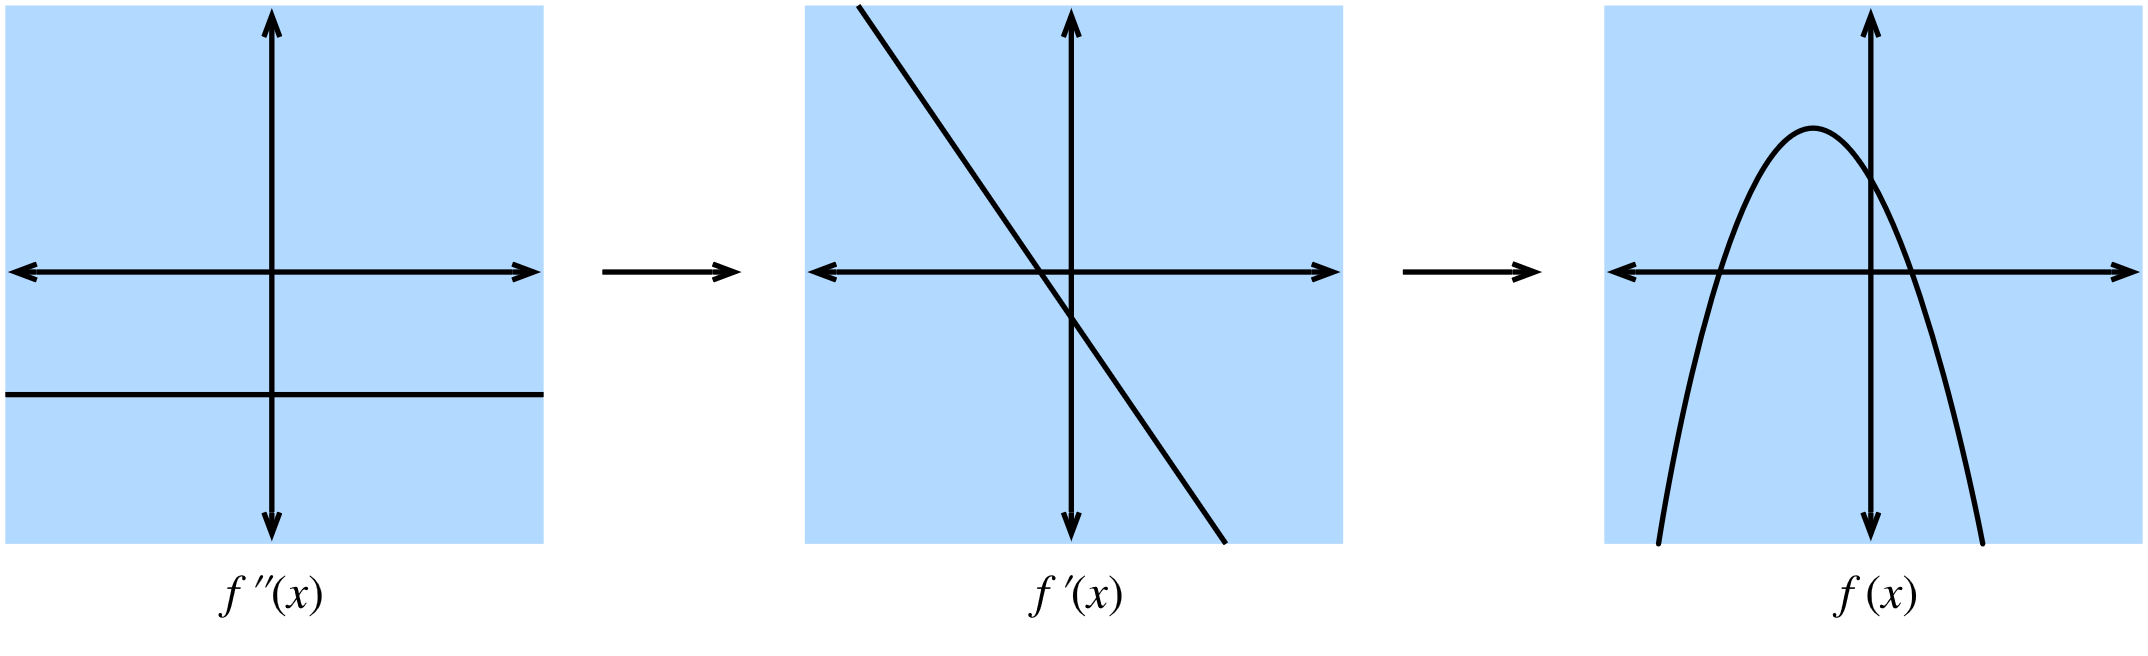 f ″(x)
f ′(x)
f (x)